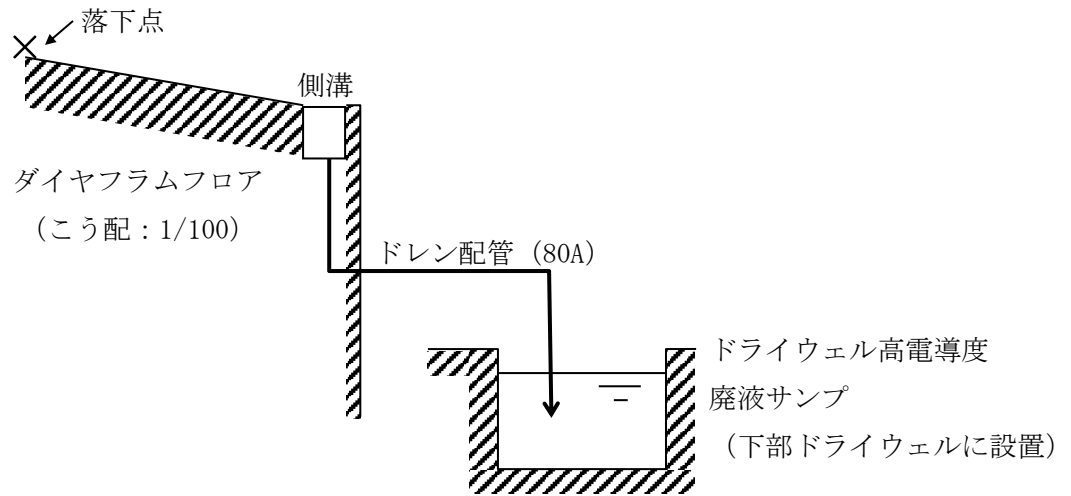 落下点
側溝
ダイヤフラムフロア
(こう配：1/100)
ドレン配管 (80A)
ドライウェル高電導度
廃液サンプ
(下部ドライウェルに設置)